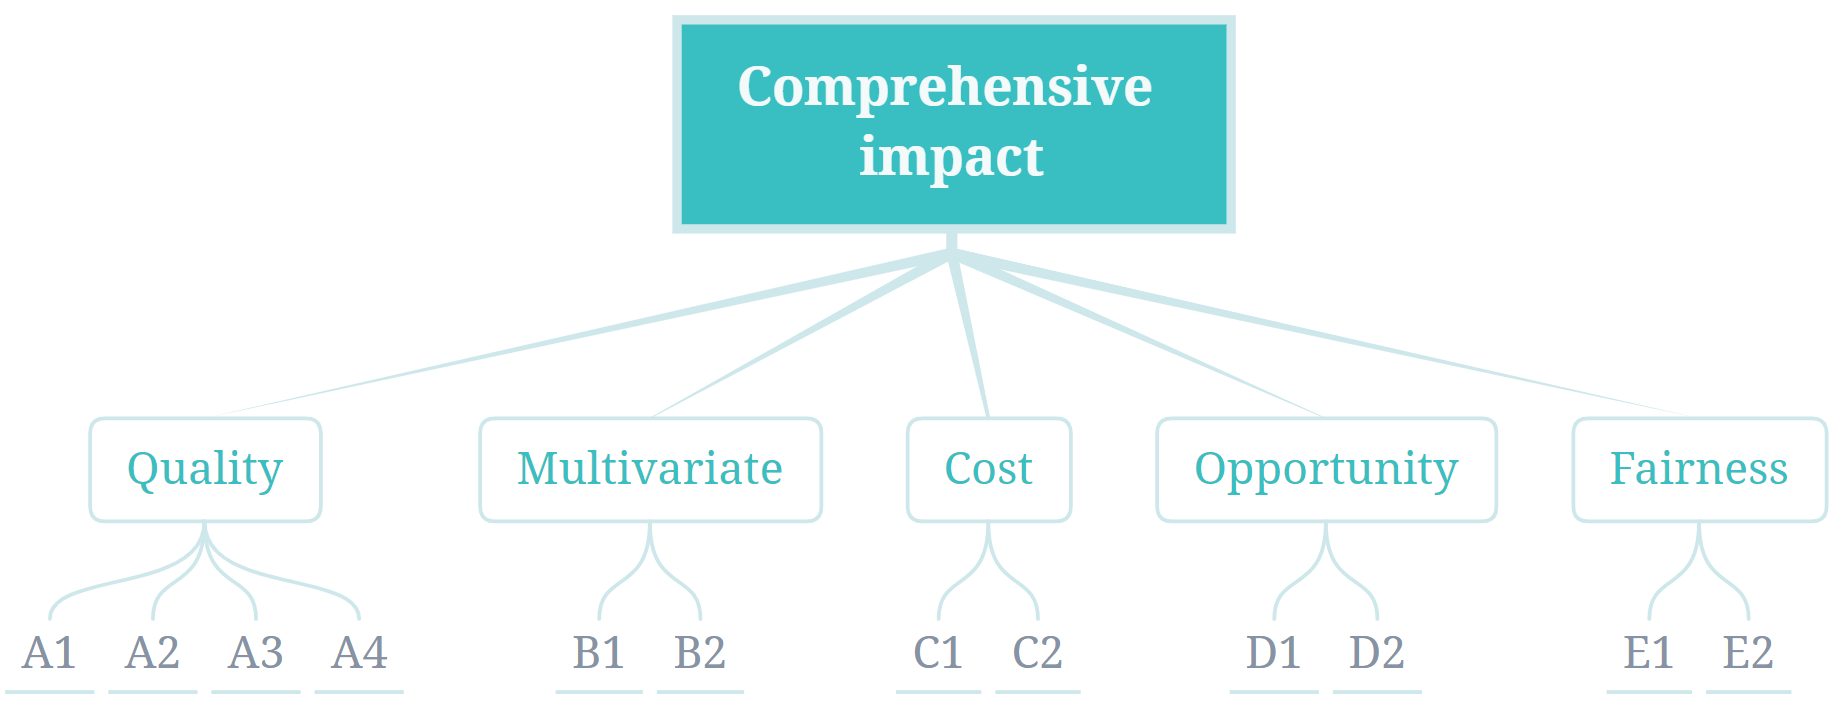 Comprehensive
impact
Quality
Multivariate
Cost
Opportunity
Fairness
A1
A2
A3
A4
B1
B2
C1
C2
D1
D2
E1
E2